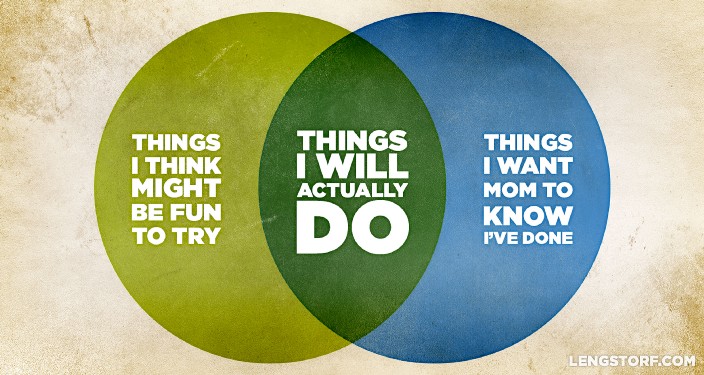 THINGS
I THINK
MIGHT
BE FUN
TO TRY
THINGS
I WILL
ACTUALLY
DO
THINGS
I WANT
MOM TO
KNOW
I'VE DONE
LENGSTORF.COM